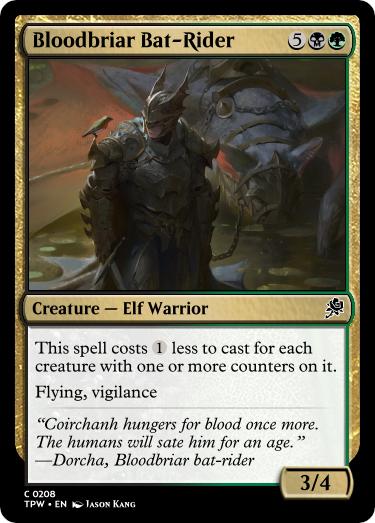 Bloodbriar Bat-Rider 5
Creature — Elf Warrior
This spell costs 1 less to cast for each
creature with one or more counters on it.
Flying, vigilance
“Coirchanh hungers for blood once more.
The humans will sate him for an age.”
—Dorcha, Bloodbriar bat-rider
3/4
C 0208
TPW • EN JASON KANG